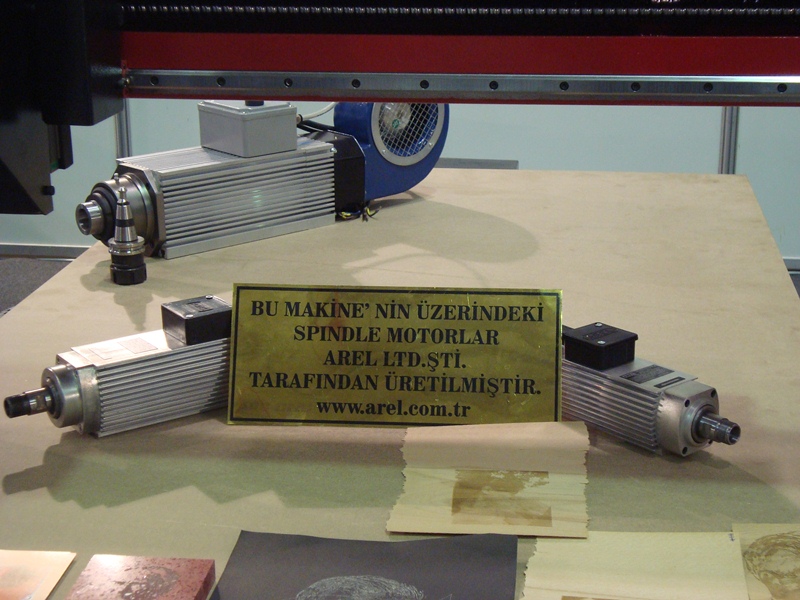 BU MAKİNE' NİN ÜZERİNDEKİ
SPINDLE MOTORLAR
AREL LTD.ŞTİ.
TARAFINDAN ÜRETİLMİŞTİR.
www.arel.com.tr